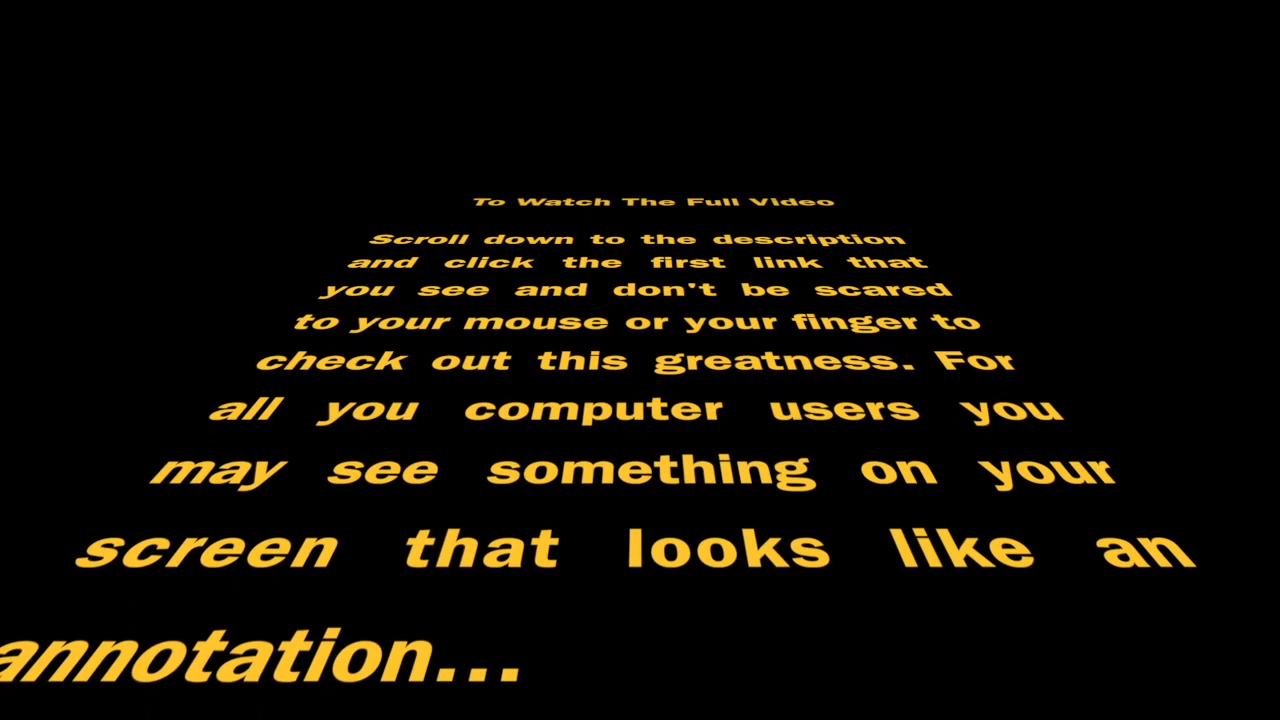 To Watch The Full Video
Scroll down to the description
and click the first link that
you see and don't be scared
to your mouse or your finger to
check out this greatness. For
all you computer users you
may see something on your
screen that looks like an
annotation...